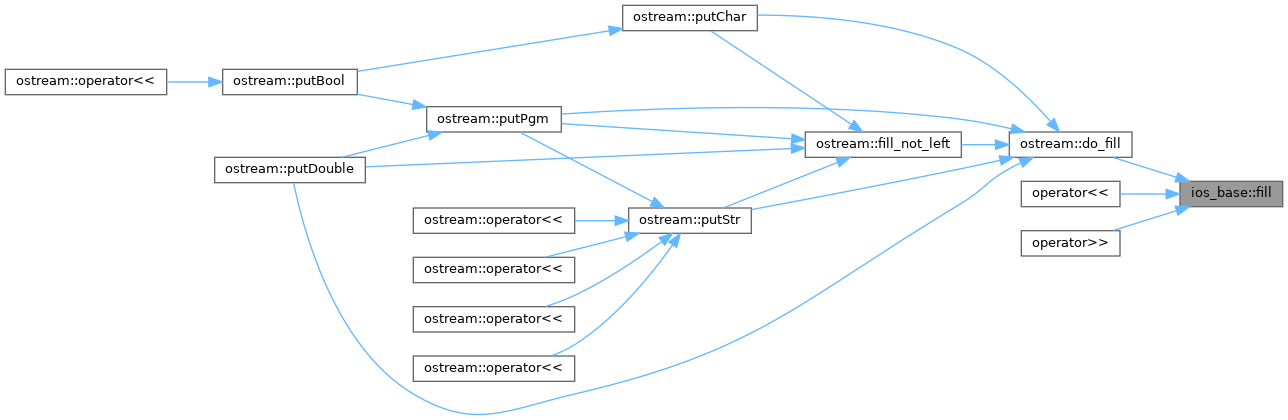 ostream::putChar
ostream::operator<<
ostream::putBool
ostream::putPgm
ostream::fill_not_left
ostream::do_fill
ostream::putDouble
operator<<
ios_base::fill
ostream::operator<<
ostream::putStr
operator>>
ostream::operator<<
ostream::operator<<
ostream::operator<<